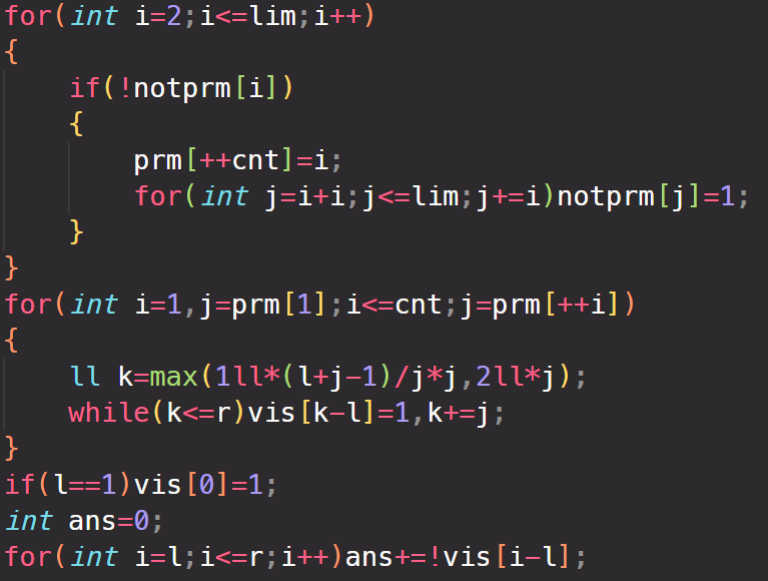 for(int i=2;i<=lim;i++)
{
    if(!notprm[i])
    {
        prm[++cnt]=i;
        for(int j=i+i;j<=lim;j+=i)notprm[j]=1;
    }
}
for(int i=1,j=prm[1];i<=cnt;j=prm[++i])
{
    ll k=max(1ll*(l+j-1)/j*j,2ll*j);
    while(k<=r)vis[k-l]=1,k+=j;
}
if(l==1)vis[0]=1;
int ans=0;
for(int i=l;i<=r;i++)ans+=!vis[i-l];